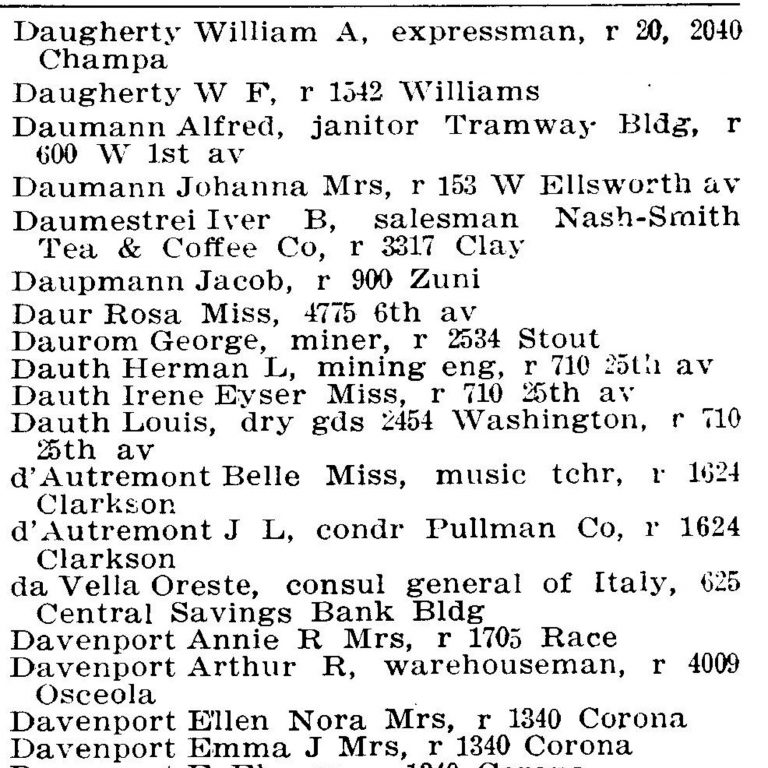 Daugherty William A, expressman, r 20, 2040
Champa
Daugherty W F, r 1542 Williams
Daumann Alfred, janitor Tramway Bldg, r
600 W 1st av
Daumann Johanna Mrs, r 153 W Ellsworth av
Daumestrei Iver B, salesman Nash-Smith
Tea & Coffee Co, r 3317 Clay
Daupmann Jacob, r 900 Zuni
Daur Rosa Miss, 4775 6th av
Daurom George, miner, r 2534 Stout
Dauth Herman L, mining eng, r 710 25th av
Dauth Irene Eyser Miss, r 710 25th av
Dauth Louis, dry gds 2454 Washington, r 710
25th av
d'Autremont Belle Miss, music tchr, r 1624
Clarkson
d'Autremont J L, condr Pullman Co, r 1624
Clarkson
da Vella Oreste, consul general of Italy, 625
Central Savings Bank Bldg
Davenport Annie R Mrs, r 1705 Race
Davenport Arthur R, warehouseman, r 4009
Osceola
Davenport Ellen Nora Mrs, r 1340 Corona
Davenport Emma J Mrs, r 1340 Corona